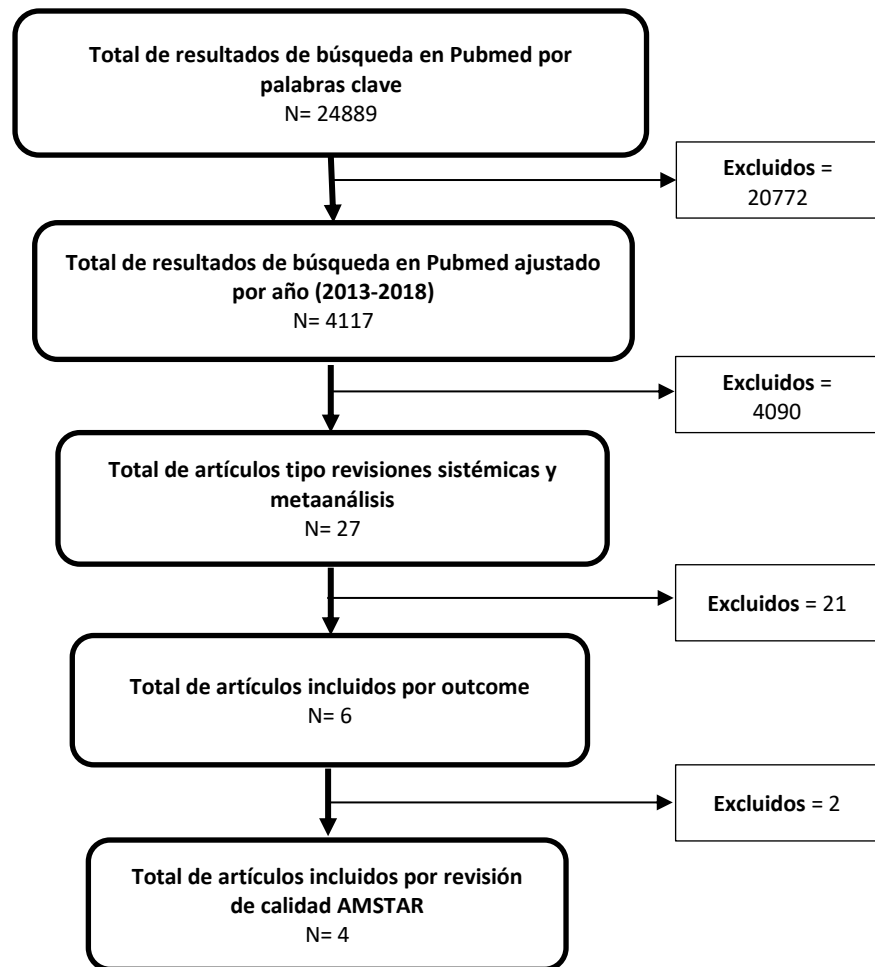 Total de resultados de búsqueda en Pubmed por
palabras clave
N= 24889
Excluidos =
20772
Total de resultados de búsqueda en Pubmed ajustado
por año (2013-2018)
N= 4117
Excluidos =
4090
Total de artículos tipo revisiones sistémicas y
metaanálisis
N= 27
Excluidos = 21
Total de artículos incluidos por outcome
N= 6
Excluidos = 2
Total de artículos incluidos por revisión
de calidad AMSTAR
N= 4